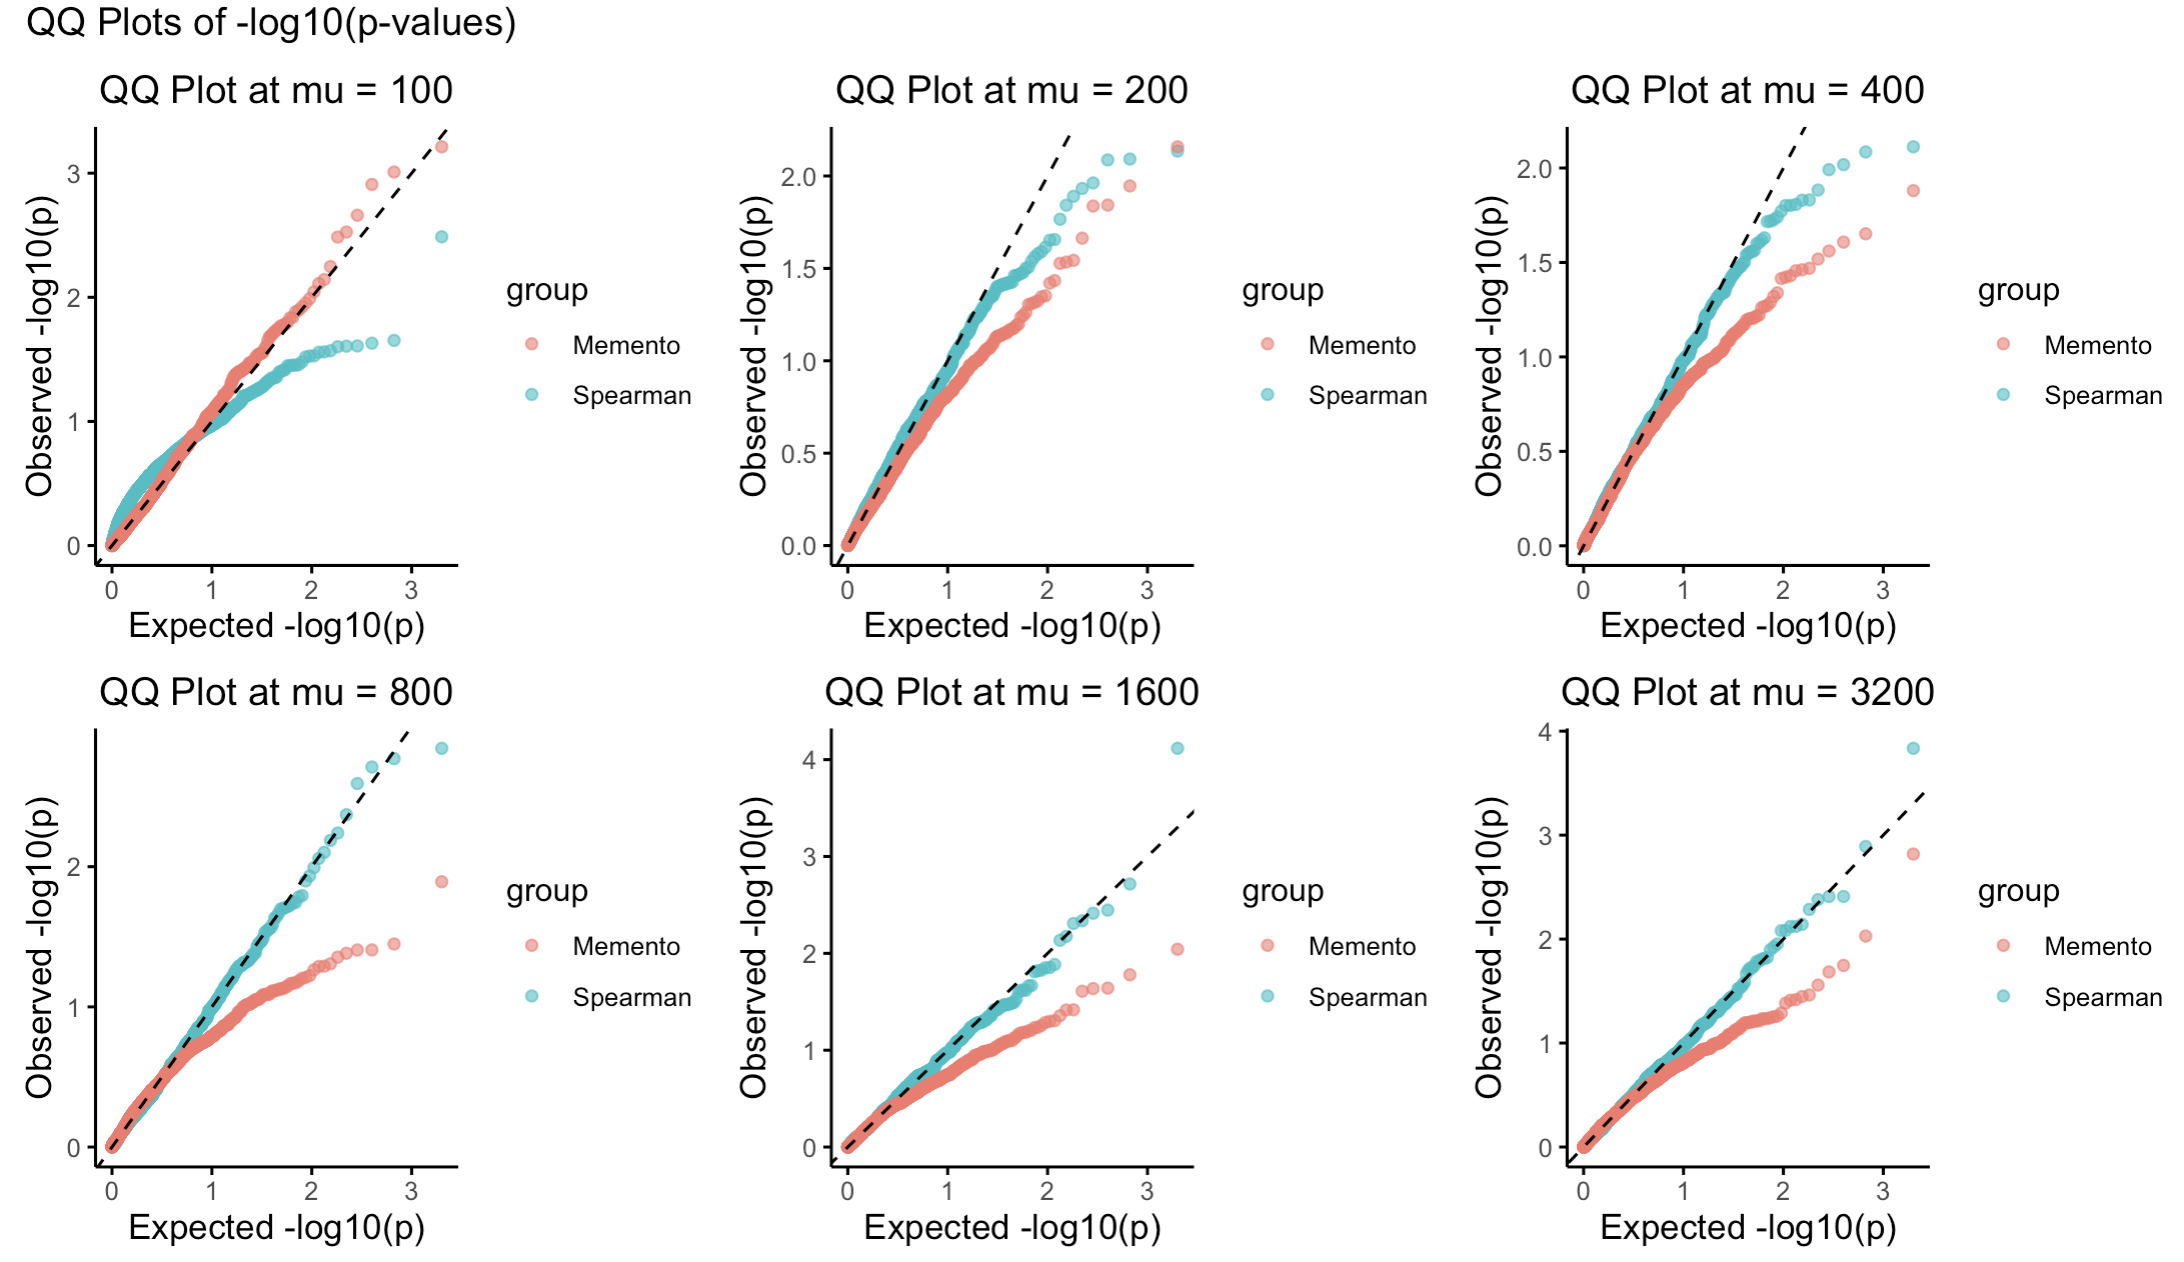 QQ Plots of -log10(p-values)
QQ Plot at mu = 100
Observed -log10(p)
3
2
1
0
0 1 2 3
Expected -log10(p)
group
Memento
Spearman
QQ Plot at mu = 200
Observed -log10(p)
2.0
1.5
1.0
0.5
0.0
0 1 2 3
Expected -log10(p)
group
Memento
Spearman
QQ Plot at mu = 400
Observed -log10(p)
2.0
1.5
1.0
0.5
0.0
0 1 2 3
Expected -log10(p)
group
Memento
Spearman
QQ Plot at mu = 800
Observed -log10(p)
2
1
0
0 1 2 3
Expected -log10(p)
group
Memento
Spearman
QQ Plot at mu = 1600
Observed -log10(p)
4
3
2
1
0
0 1 2 3
Expected -log10(p)
group
Memento
Spearman
QQ Plot at mu = 3200
Observed -log10(p)
4
3
2
1
0
0 1 2 3
Expected -log10(p)
group
Memento
Spearman